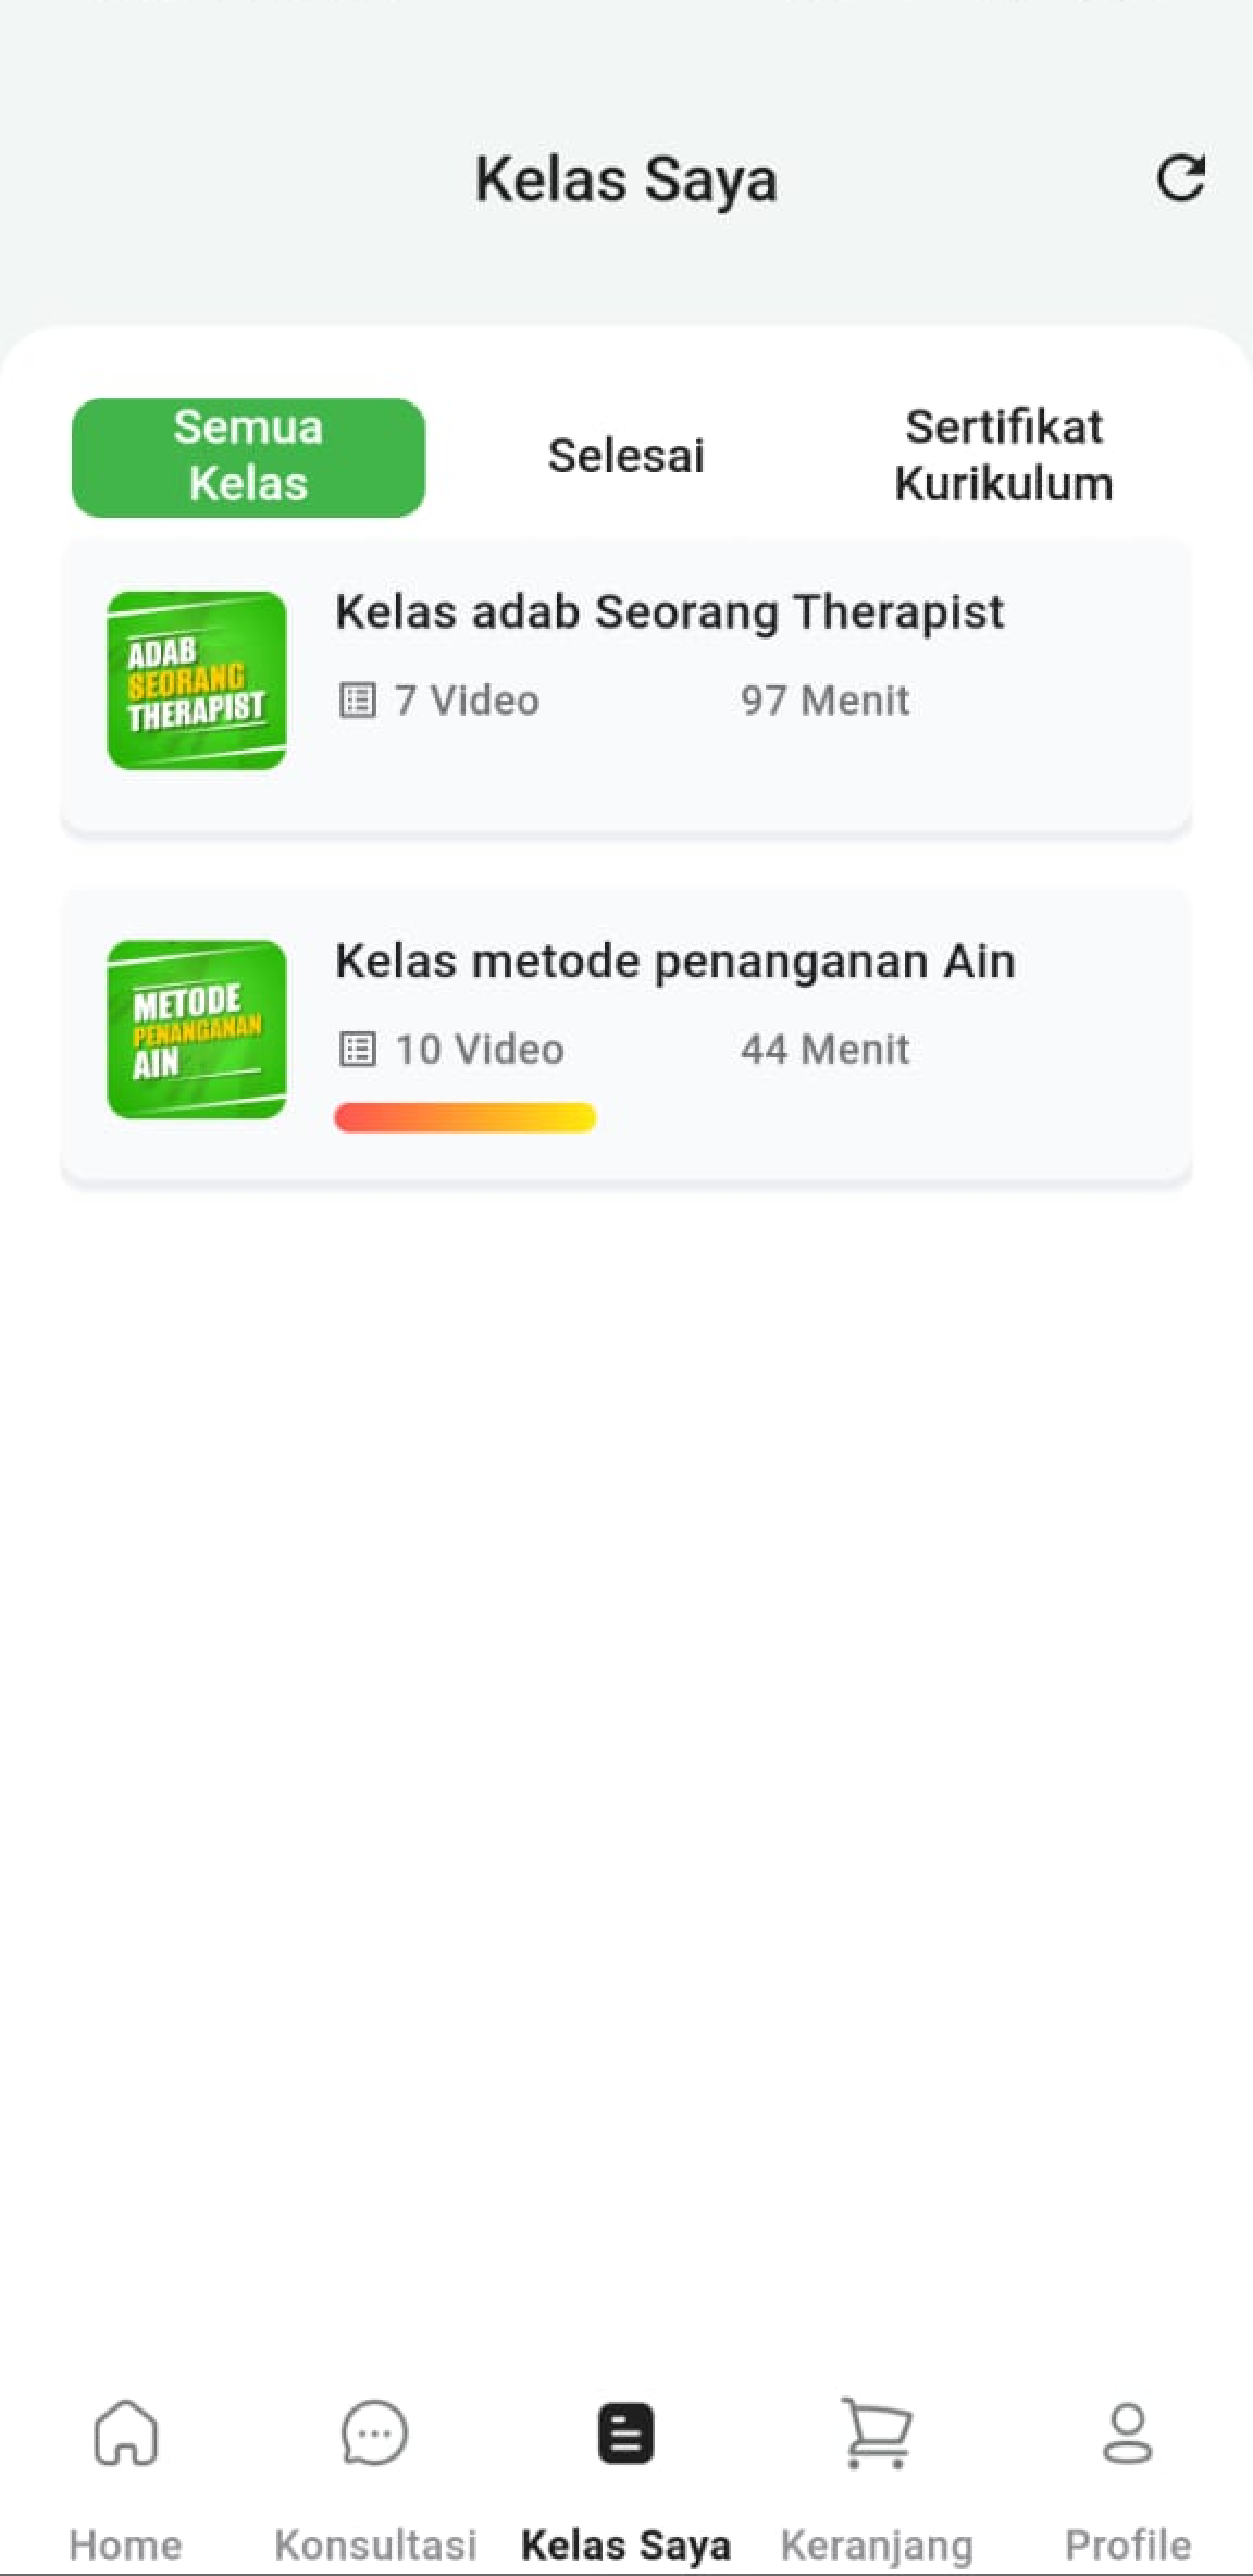 Kelas Saya
Semua
Kelas
Selesai
Sertifikat
Kurikulum
ADAB
SEORANG
THERAPIST
Kelas adab Seorang Therapist
7 Video
97 Menit
METODE
PENANGANAN
AIN
Kelas metode penanganan Ain
10 Video
44 Menit
Home
Konsultasi
Kelas Saya
Keranjang
Profile